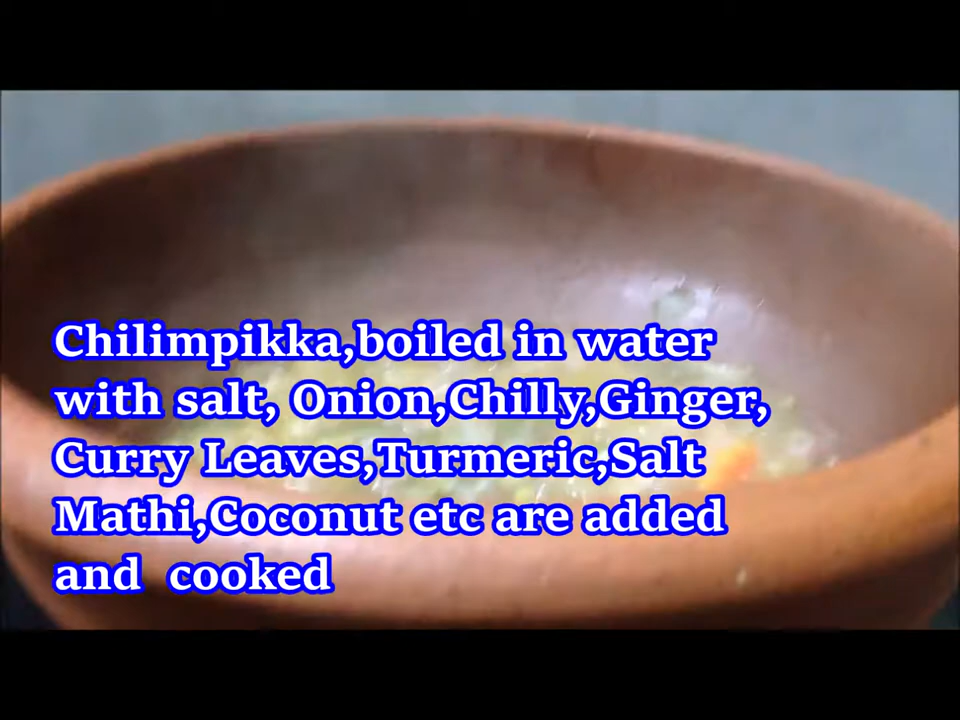 Chilimpikka,boiled in water
with salt, Onion,Chilly,Ginger,
Curry Leaves,Turmeric,Salt
Mathi,Coconut etc are added
and  cooked